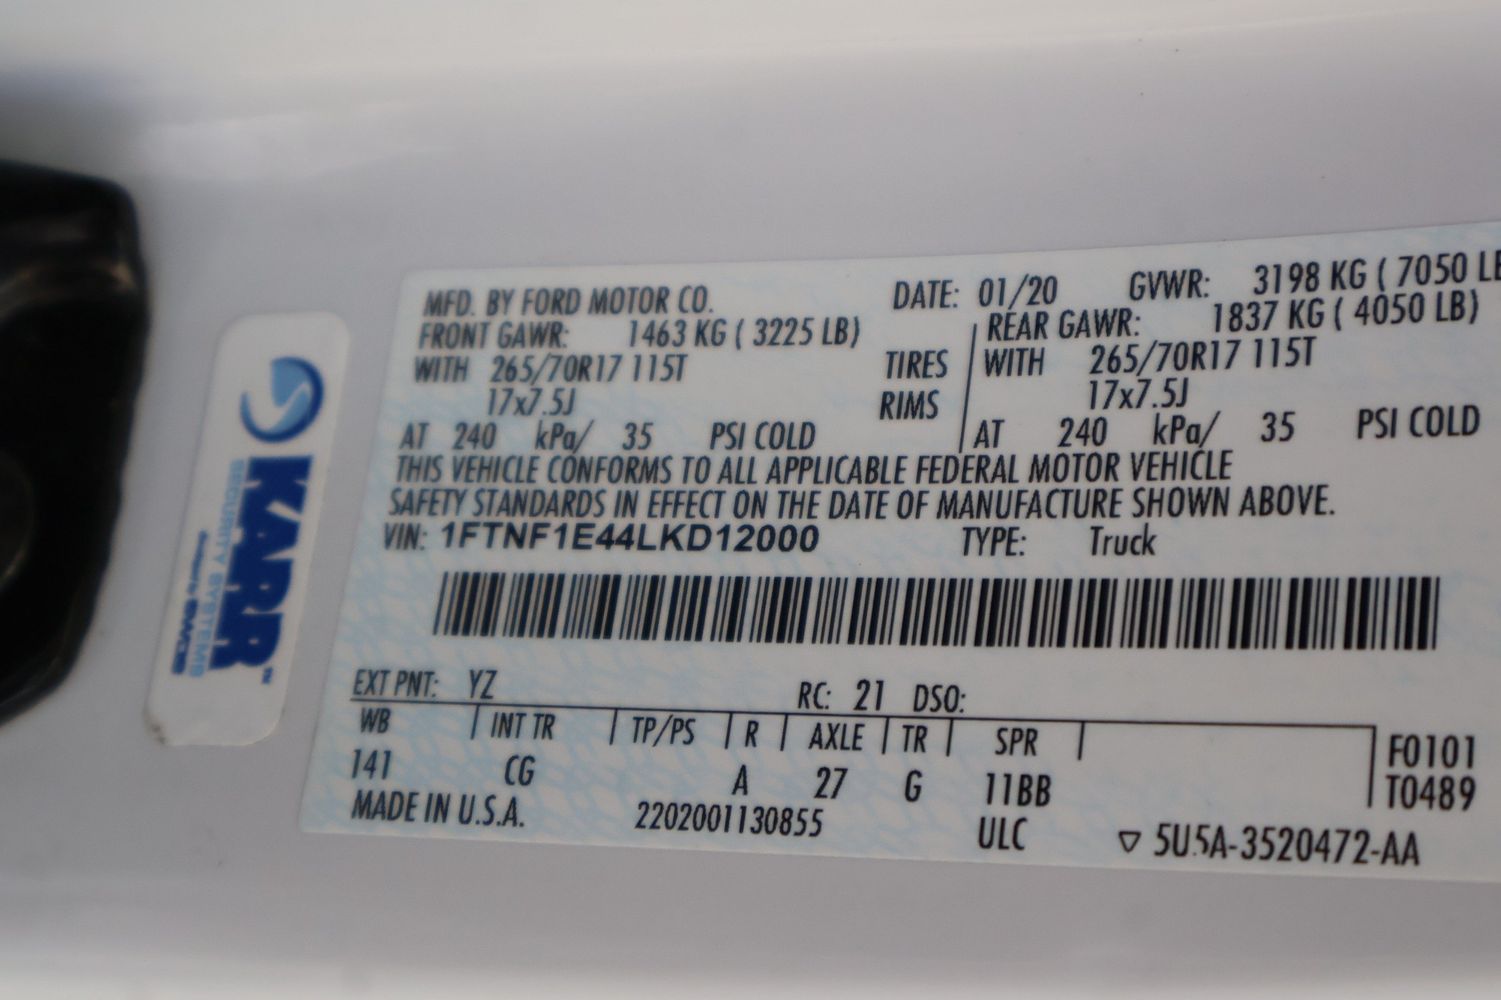 MFD. BY FORD MOTOR CO. DATE: 01/20 GVWR: 3198 KG ( 7050 LB
FRONT GAWR: 1463 KG ( 3225 LB) REAR GAWR: 1837 KG ( 4050 LB)
WITH 265/70R17 115T TIRES WITH 265/70R17 115T
17x7.5J RIMS 17x7.5J
AT 240 kPa/ 35 PSI COLD AT 240 kPa/ 35 PSI COLD
THIS VEHICLE CONFORMS TO ALL APPLICABLE FEDERAL MOTOR VEHICLE
SAFETY STANDARDS IN EFFECT ON THE DATE OF MANUFACTURE SHOWN ABOVE.
VIN: 1FTNF1E44LKD12000 TYPE: Truck
EXT PNT: YZ RC: 21 DSO:
WB INT TR TP/PS R AXLE TR SPR F0101
141 CG A 27 G 11BB T0489
MADE IN U.S.A. 2202001130855 ULC ▽ 5U5A-3520472-AA
KARR
SECURITY SYSTEMS